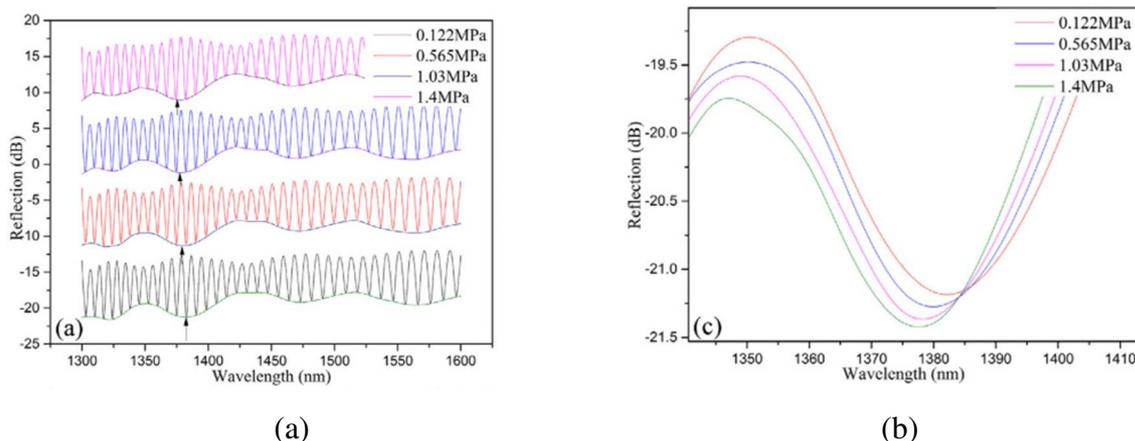 20
15
10
5
0
-5
-10
-15
-20
-25
Reflection (dB)
0.122MPa
0.565MPa
1.03MPa
1.4MPa
(a)
1300 1350 1400 1450 1500 1550 1600
Wavelength (nm)
(a)
-19.5
-20.0
-20.5
-21.0
-21.5
Reflection (dB)
0.122MPa
0.565MPa
1.03MPa
1.4MPa
(c)
1350 1360 1370 1380 1390 1400 1410
Wavelength (nm)
(b)